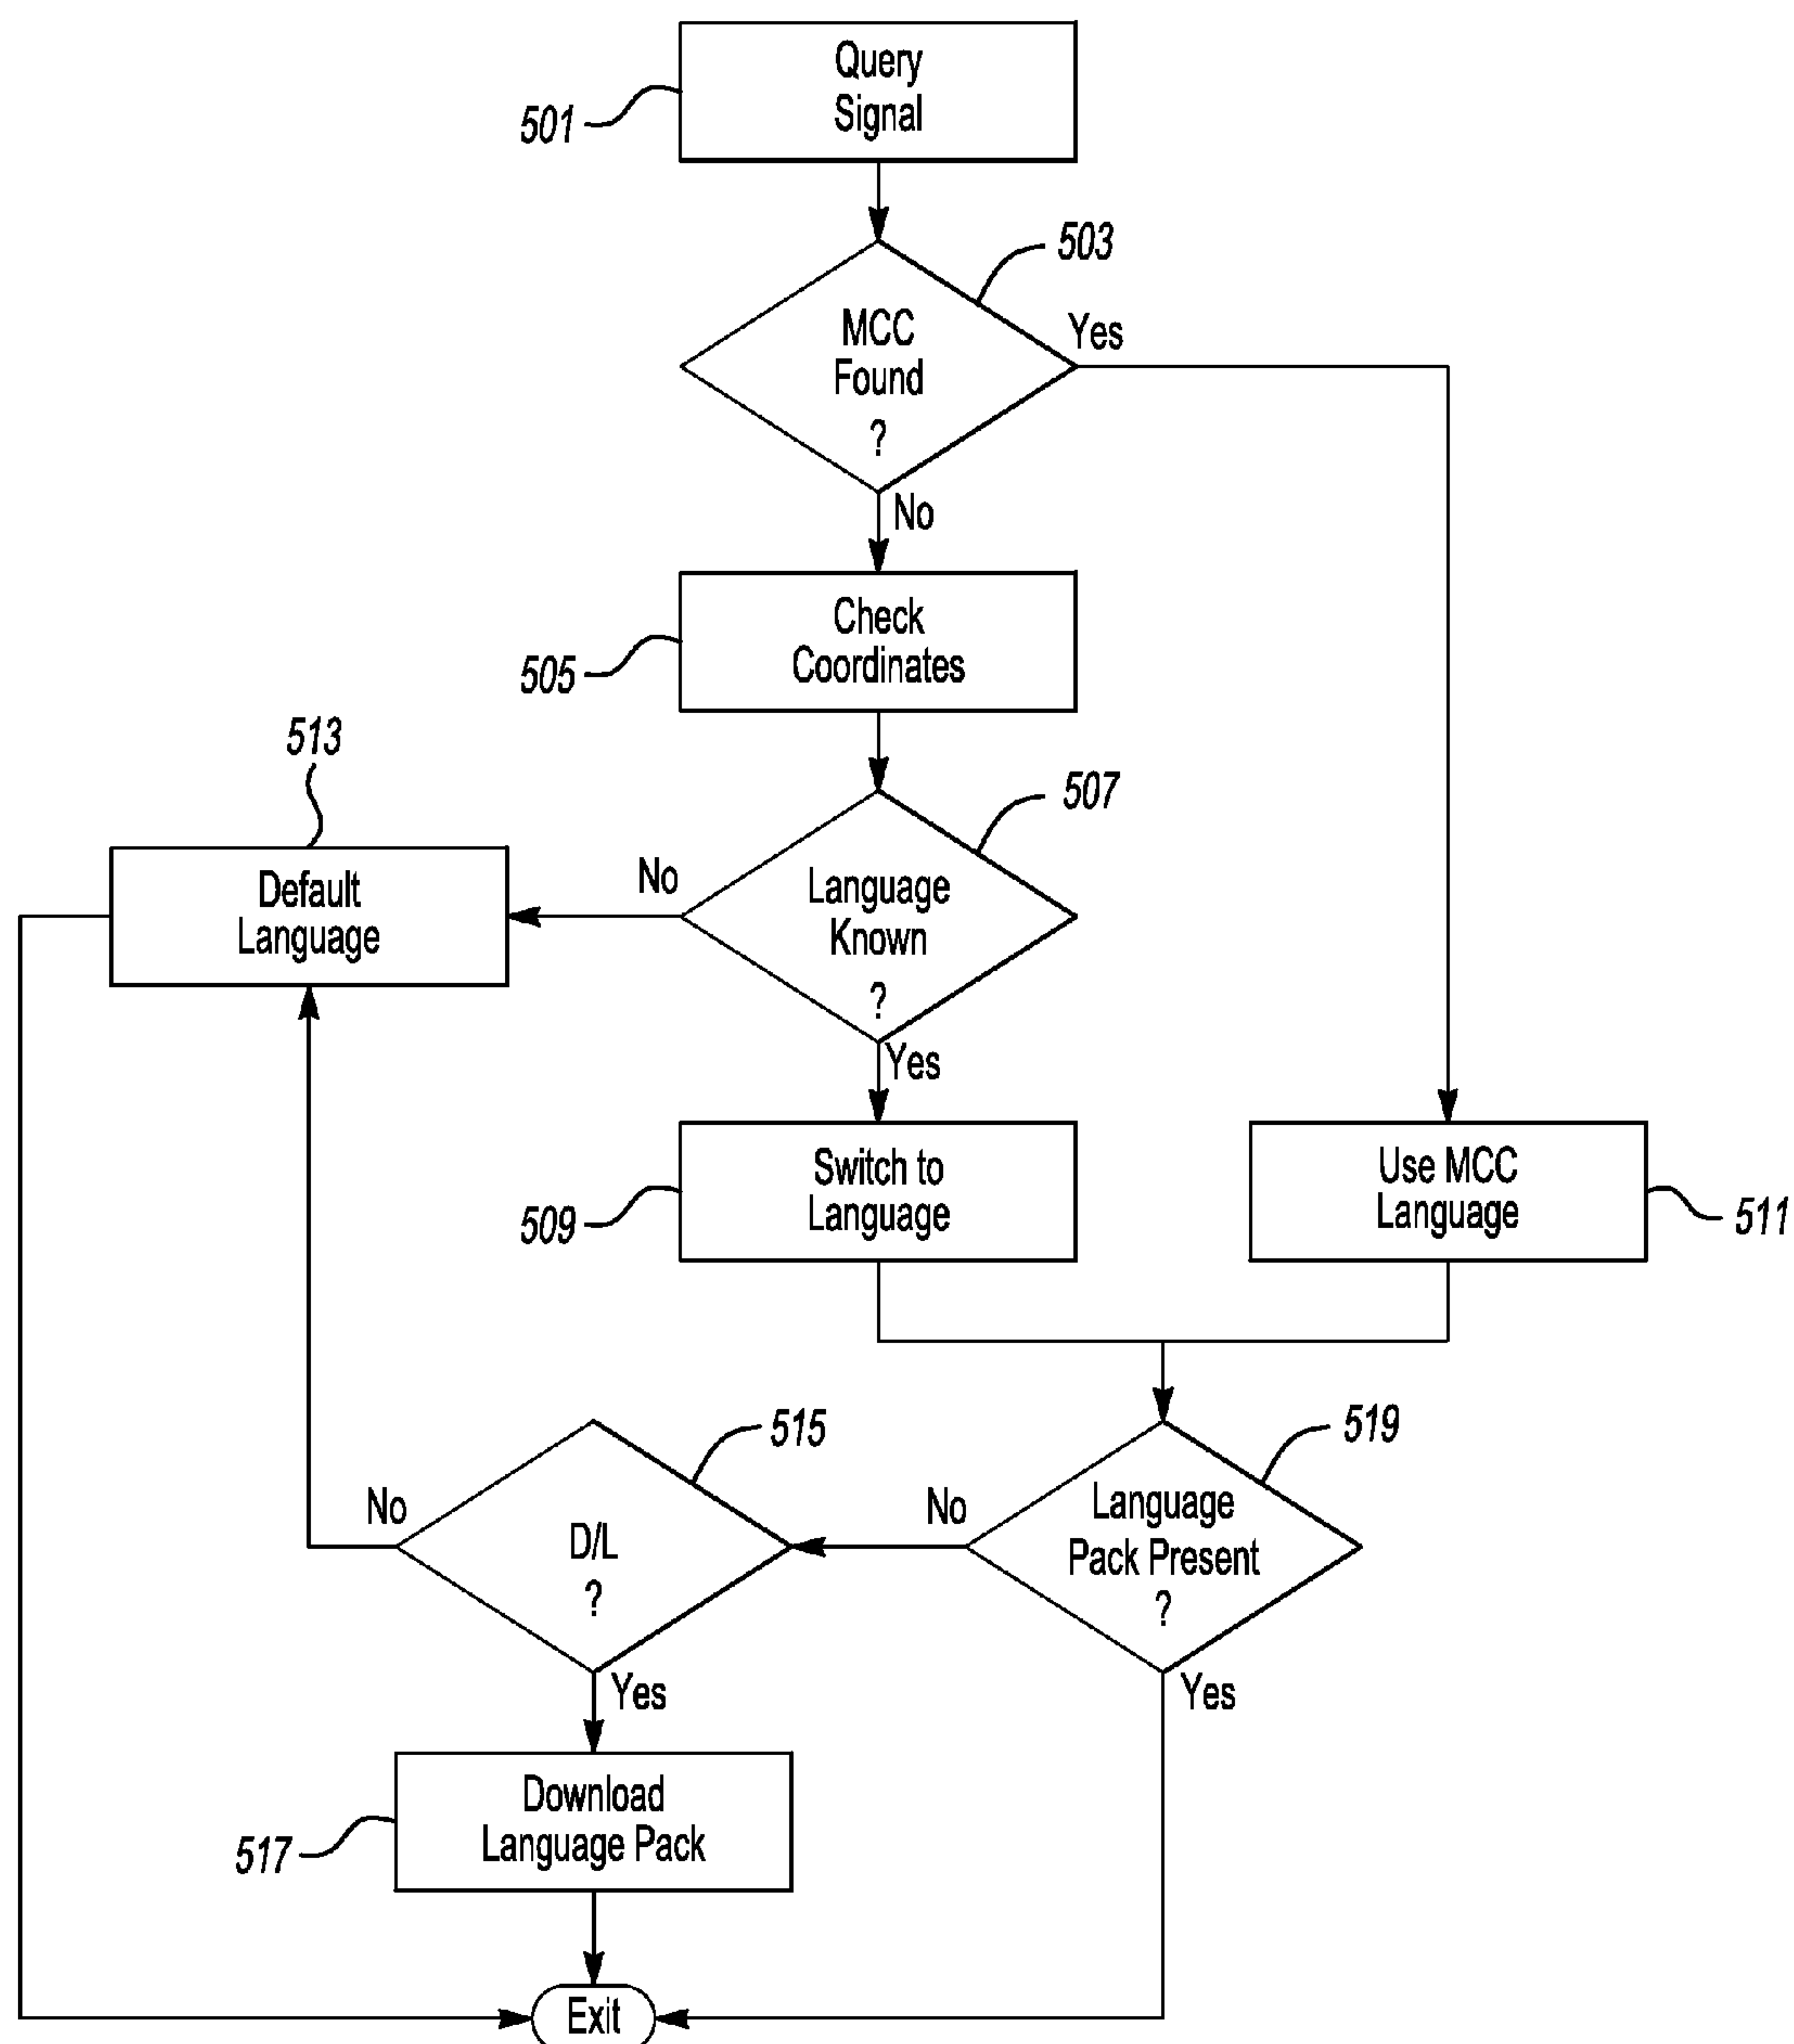 Query
Signal
501
503
MCC
Found
?
Yes
No
Check
Coordinates
505
513
507
Default
Language
No
Language
Known
?
Yes
Switch to
Language
509
Use MCC
Language
511
515
519
No
D/L
?
No
Language
Pack Present
?
Yes
Yes
Download
Language Pack
517
Exit